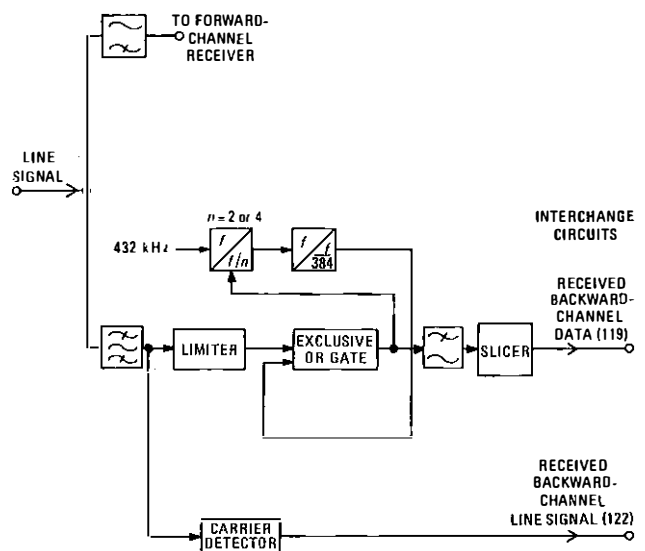 TO FORWARD-
CHANNEL
RECEIVER
LINE
SIGNAL
n = 2 or 4
432 kHz
f
f/n
f
f
384
INTERCHANGE
CIRCUITS
RECEIVED
BACKWARD-
CHANNEL
DATA (119)
LIMITER
EXCLUSIVE
OR GATE
SLICER
RECEIVED
BACKWARD-
CHANNEL
LINE SIGNAL (122)
CARRIER
DETECTOR